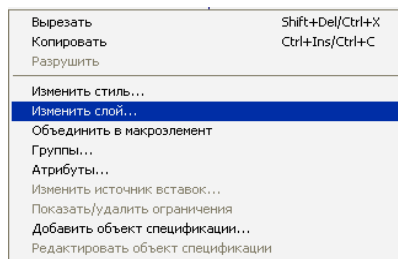 Вырезать Shift+Del/Ctrl+X
Копировать Ctrl+Ins/Ctrl+C
Разрушить
Изменить стиль...
Изменить слой...
Объединить в макроэлемент
Группы...
Атрибуты...
Изменить источник вставок...
Показать/удалить ограничения
Добавить объект спецификации...
Редактировать объект спецификации